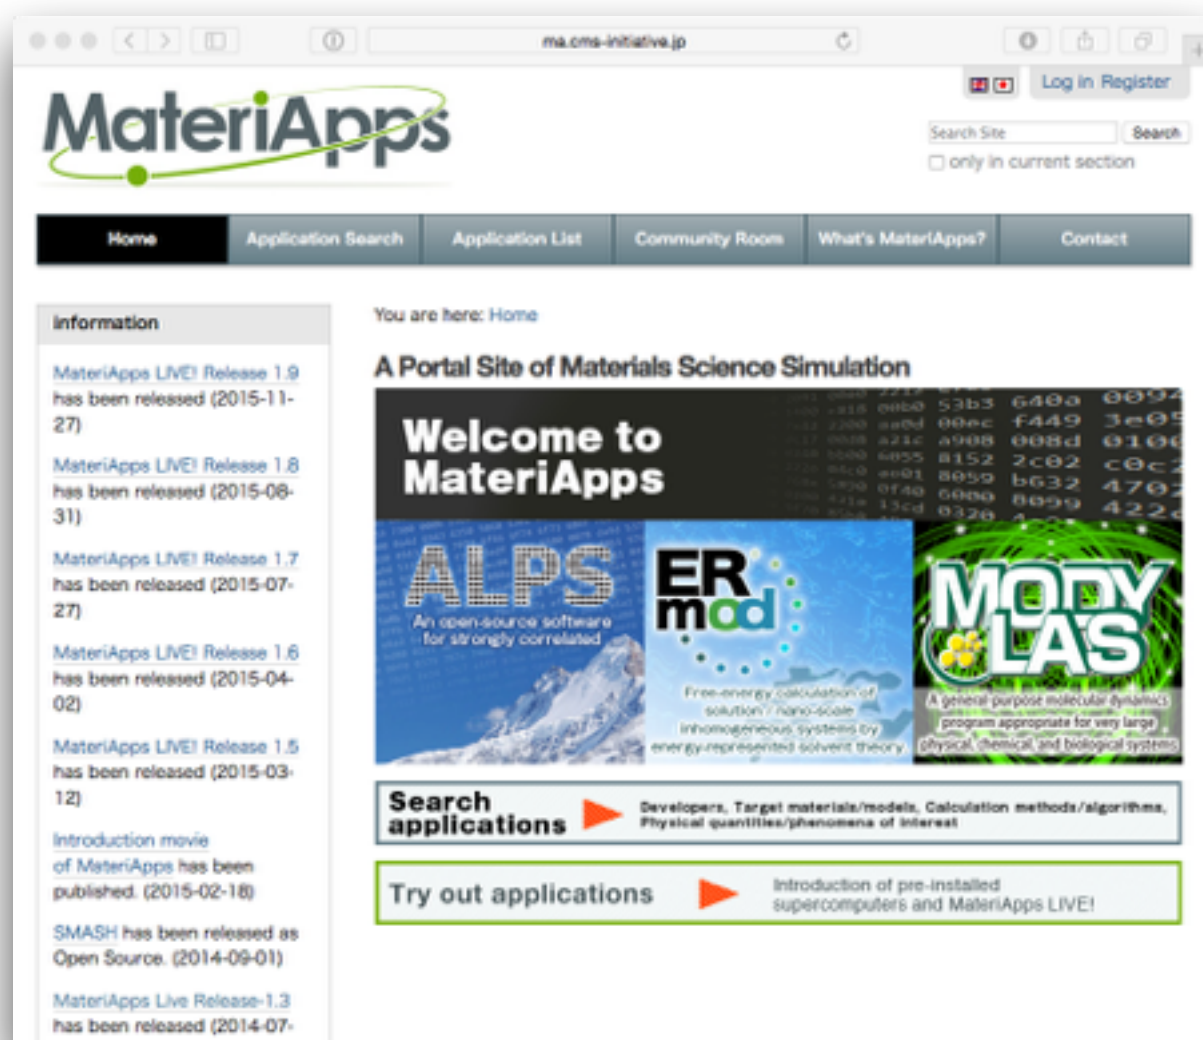 ma.cms-initiative.jp
MateriApps
Log in Register
Search Site
Search
only in current section
Home
Application Search
Application List
Community Room
What's MateriApps?
Contact
information
MateriApps LIVE! Release 1.9
has been released (2015-11-
27)
MateriApps LIVE! Release 1.8
has been released (2015-08-
31)
MateriApps LIVE! Release 1.7
has been released (2015-07-
27)
MateriApps LIVE! Release 1.6
has been released (2015-04-
02)
MateriApps LIVE! Release 1.5
has been released (2015-03-
12)
Introduction movie
of MateriApps has been
published. (2015-02-18)
SMASH has been released as
Open Source. (2014-09-01)
MateriApps Live Release-1.3
has been released (2014-07-
You are here: Home
A Portal Site of Materials Science Simulation
Welcome to
MateriApps
ALPS
An open-source software
for strongly correlated
ER
mod
Free-energy calculation of
solution / nano-scale
inhomogeneous systems by
energy-represented solvent theory
MODY
LAS
A general-purpose molecular dynamics
program appropriate for very large
physical, chemical, and biological systems
Search
applications
Developers, Target materials/models, Calculation methods/algorithms,
Physical quantities/phenomena of interest
Try out applications
Introduction of pre-installed
supercomputers and MateriApps LIVE!